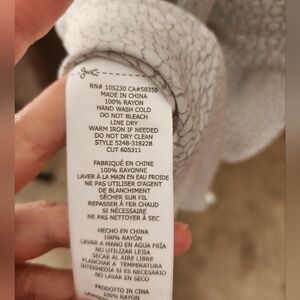 RN# 105230 CA#58350
MADE IN CHINA
100% RAYON
HAND WASH COLD
DO NOT BLEACH
LINE DRY
WARM IRON IF NEEDED
DO NOT DRY CLEAN
STYLE 5248-31822B
CUT 605311
FABRIQUÉ EN CHINE
100% RAYONNE
LAVER À LA MAIN EN EAU FROIDE
NE PAS UTILISER D'AGENT
DE BLANCHIMENT
SÉCHER SUR FIL
REPASSER À FER CHAUD
SI NÉCESSAIRE
NE PAS NETTOYER À SEC
HECHO EN CHINA
100% RAYÓN
LAVAR A MANO EN AGUA FRÍA
NO UTILIZAR LEJIA
SECAR AL AIRE LIBRE
PLANCHAR A TEMPERATURA
INTERMEDIA SI ES NECESARIO
NO LAVAR EN SECO
PRODOTTO IN CINA
100% RAYON